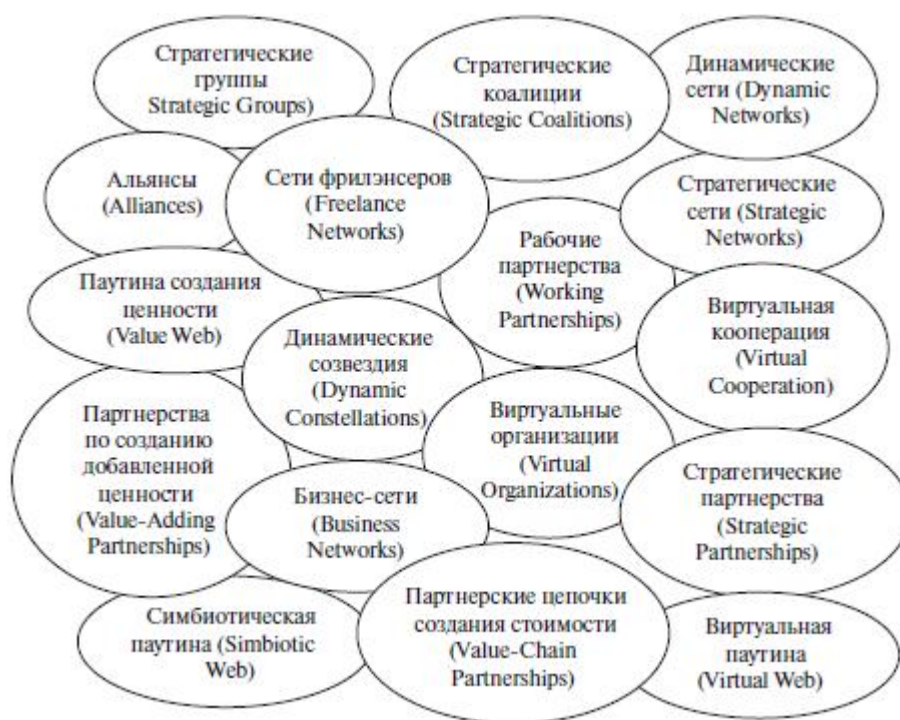 Стратегические
группы
Strategic Groups)
Стратегические
коалиции
(Strategic Coalitions)
Динамические
сети (Dynamic
Networks)
Альянсы
(Alliances)
Сети фрилэнсеров
(Freelance
Networks)
Стратегические
сети (Strategic
Networks)
Рабочие
партнерства
(Working
Partnerships)
Паутина создания
ценности
(Value Web)
Виртуальная
кооперация
(Virtual
Cooperation)
Динамические
созвездия
(Dynamic
Constellations)
Партнерства
по созданию
добавленной
ценности
(Value-Adding
Partnerships)
Виртуальные
организации
(Virtual
Organizations)
Стратегические
партнерства
(Strategic
Partnerships)
Бизнес-сети
(Business
Networks)
Симбиотическая
паутина (Simbiotic
Web)
Партнерские цепочки
создания стоимости
(Value-Chain
Partnerships)
Виртуальная
паутина
(Virtual Web)